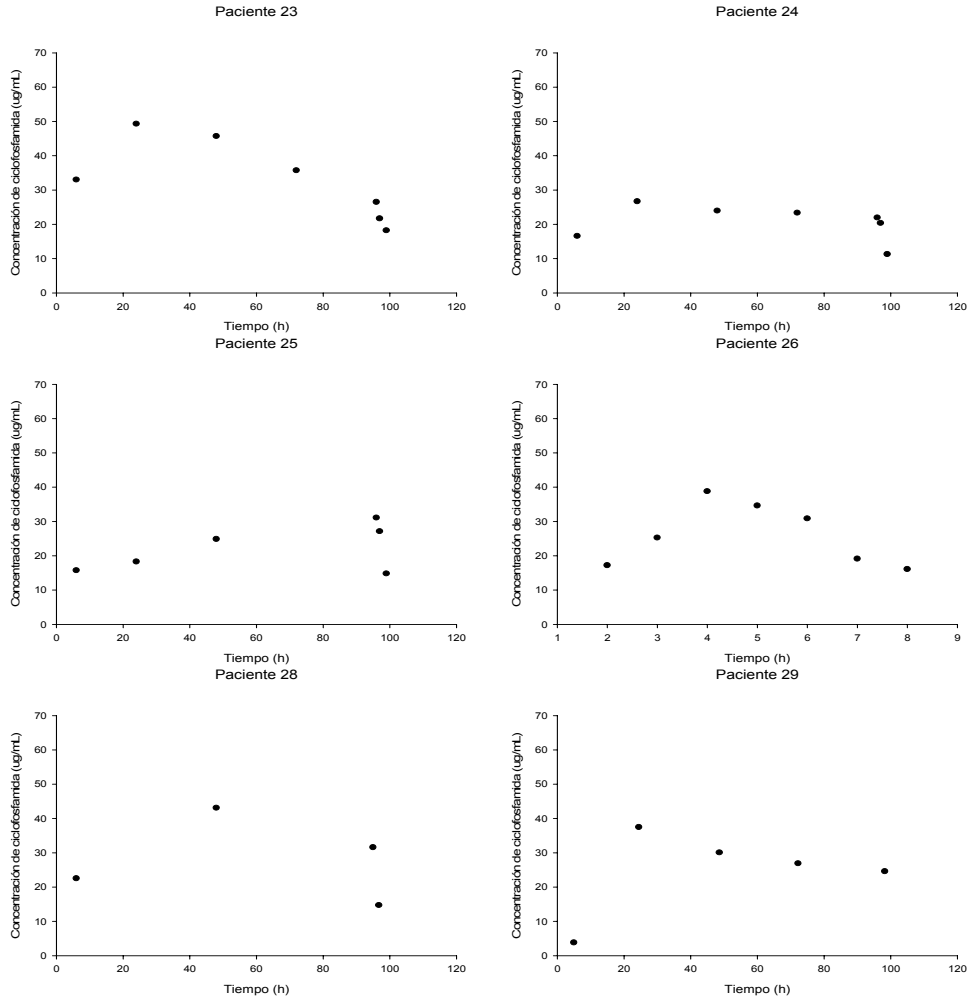 Paciente 23
Concentración de ciclofosfamida (ug/mL)
70
60
50
40
30
20
10
0
0 20 40 60 80 100 120
Tiempo (h)
Paciente 24
Concentración de ciclofosfamida (ug/mL)
70
60
50
40
30
20
10
0
0 20 40 60 80 100 120
Tiempo (h)
Paciente 25
Concentración de ciclofosfamida (ug/mL)
70
60
50
40
30
20
10
0
0 20 40 60 80 100 120
Tiempo (h)
Paciente 26
Concentración de ciclofosfamida (ug/mL)
70
60
50
40
30
20
10
0
1 2 3 4 5 6 7 8 9
Tiempo (h)
Paciente 28
Concentración de ciclofosfamida (ug/mL)
70
60
50
40
30
20
10
0
0 20 40 60 80 100 120
Tiempo (h)
Paciente 29
Concentración de ciclofosfamida (ug/mL)
70
60
50
40
30
20
10
0
0 20 40 60 80 100 120
Tiempo (h)